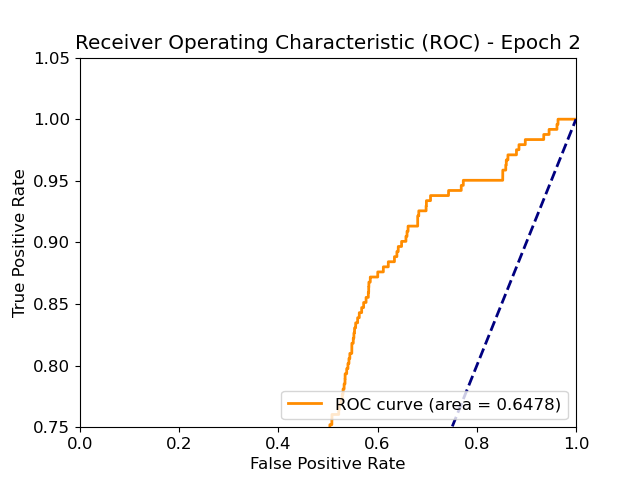 Receiver Operating Characteristic (ROC) - Epoch 2
1.05
1.00
0.95
0.90
0.85
0.80
0.75
True Positive Rate
ROC curve (area = 0.6478)
0.0 0.2 0.4 0.6 0.8 1.0
False Positive Rate